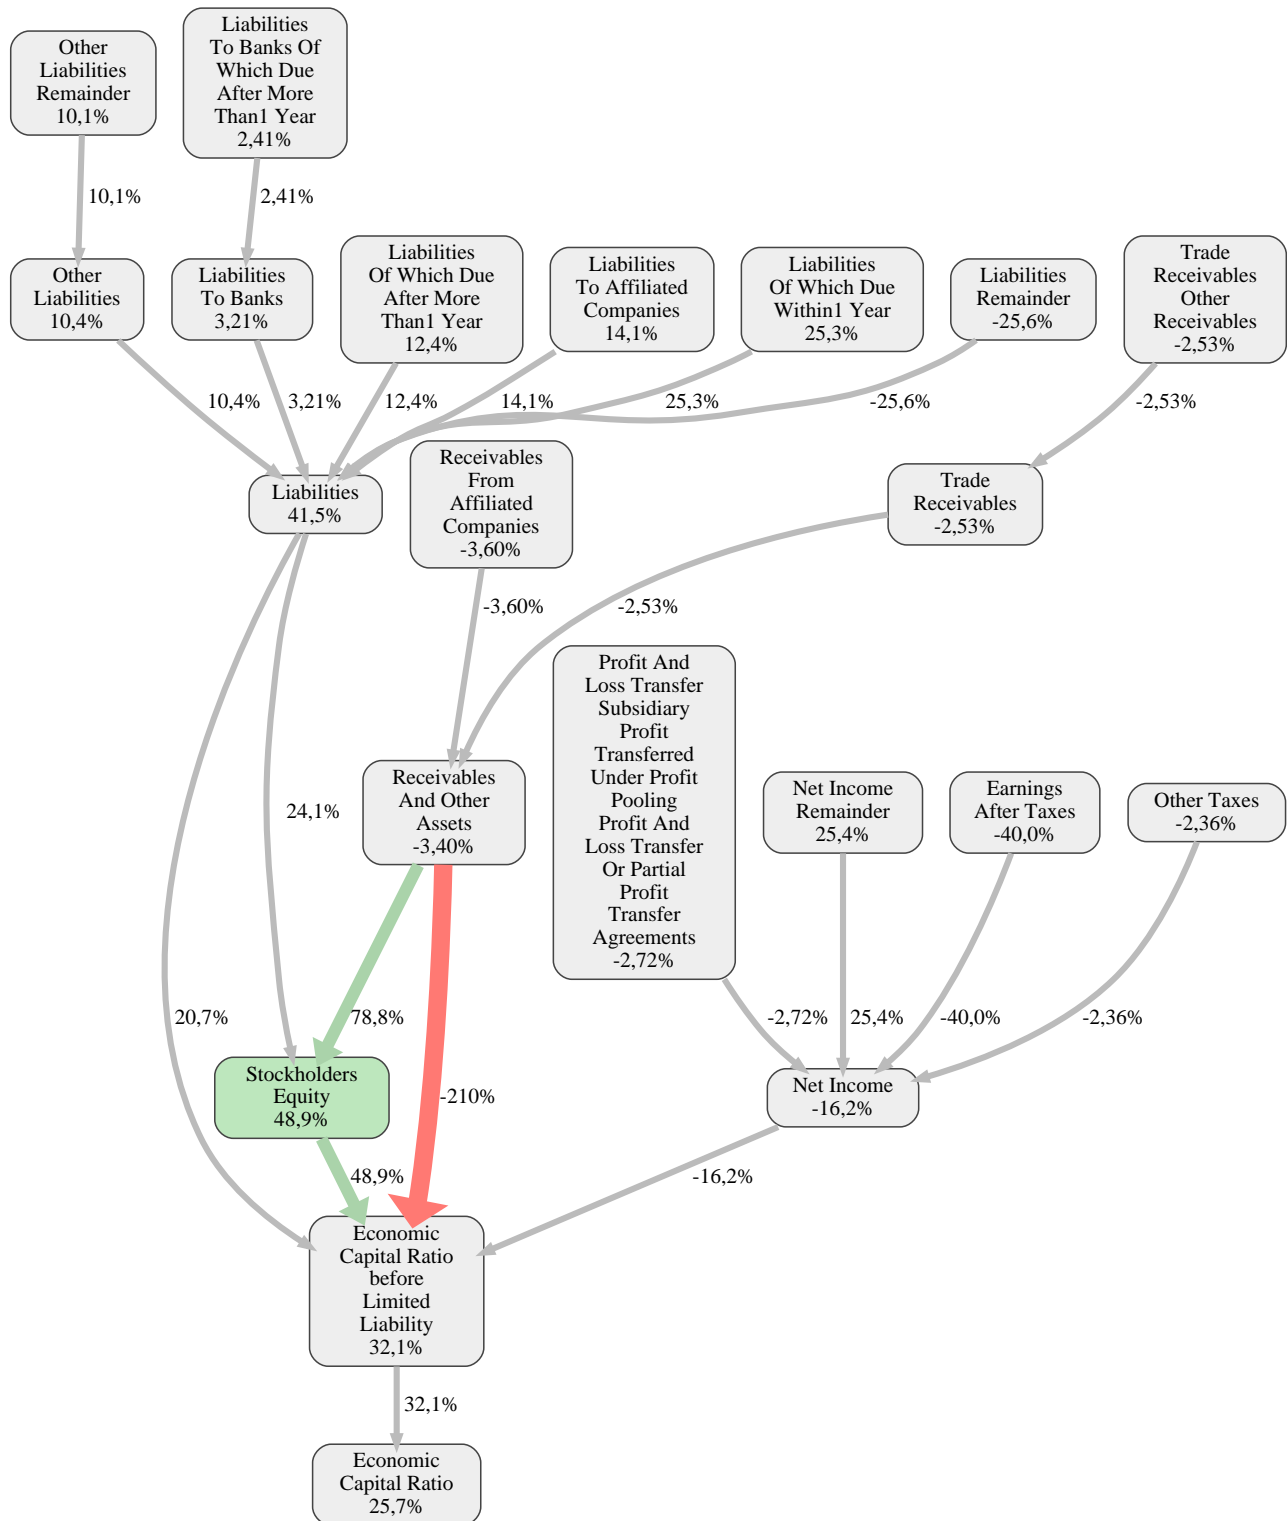 Other
Liabilities
Remainder
10,1%
Liabilities
To Banks Of
Which Due
After More
Than1 Year
2,41%
10,1%
2,41%
Other
Liabilities
10,4%
Liabilities
To Banks
3,21%
Liabilities
Of Which Due
After More
Than1 Year
12,4%
Liabilities
To Affiliated
Companies
14,1%
Liabilities
Of Which Due
Within1 Year
25,3%
Liabilities
Remainder
-25,6%
Trade
Receivables
Other
Receivables
-2,53%
10,4%
3,21%
12,4%
14,1%
25,3%
-25,6%
-2,53%
Liabilities
41,5%
Receivables
From
Affiliated
Companies
-3,60%
Trade
Receivables
-2,53%
-3,60%
-2,53%
Profit And
Loss Transfer
Subsidiary
Profit
Transferred
Under Profit
Pooling
Profit And
Loss Transfer
Or Partial
Profit
Transfer
Agreements
-2,72%
24,1%
Receivables
And Other
Assets
-3,40%
Net Income
Remainder
25,4%
Earnings
After Taxes
-40,0%
Other Taxes
-2,36%
20,7%
78,8%
-2,72%
25,4%
-40,0%
-2,36%
Stockholders
Equity
48,9%
-210%
Net Income
-16,2%
48,9%
-16,2%
Economic
Capital Ratio
before
Limited
Liability
32,1%
32,1%
Economic
Capital Ratio
25,7%